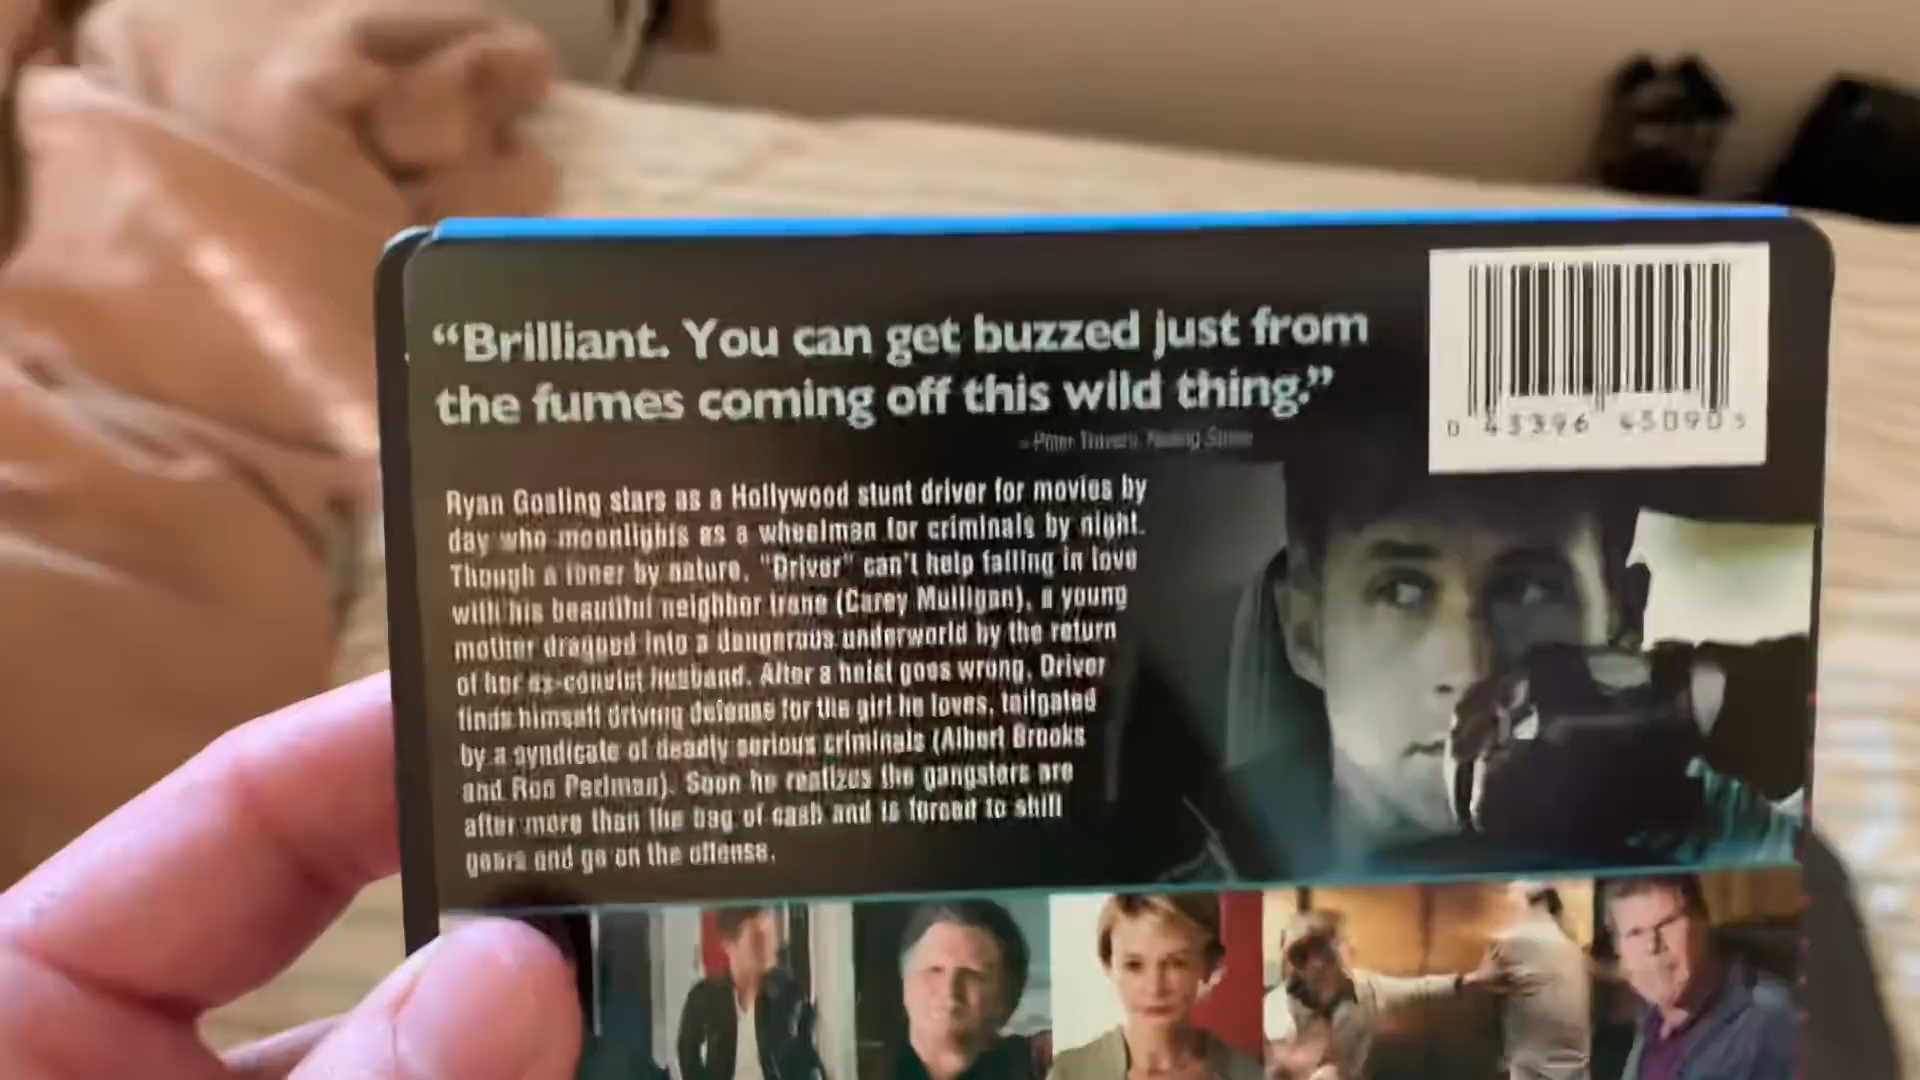 “Brilliant. You can get buzzed just from
the fumes coming off this wild thing.”
–Peter Travers, Rolling Stone
Ryan Gosling stars as a Hollywood stunt driver for movies by
day who moonlights as a wheelman for criminals by night.
Though a loner by nature, "Driver" can't help falling in love
with his beautiful neighbor Irene (Carey Mulligan), a young
mother dragged into a dangerous underworld by the return
of her ex-convict husband. After a heist goes wrong, Driver
finds himself driving defense for the girl he loves, tailgated
by a syndicate of deadly serious criminals (Albert Brooks
and Ron Perlman). Soon he realizes the gangsters are
after more than the bag of cash and is forced to shift
gears and go on the offense.
0 43396 45090 5